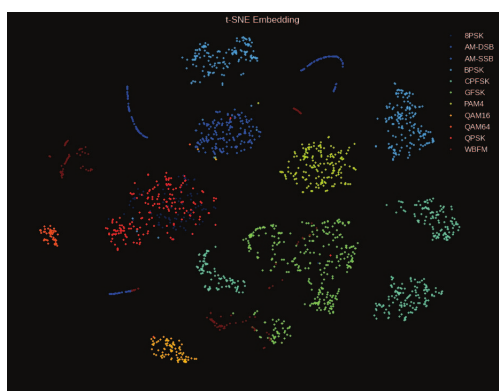 t-SNE Embedding
8PSK
AM-DSB
AM-SSB
BPSK
CPFSK
GFSK
PAM4
QAM16
QAM64
QPSK
WBFM